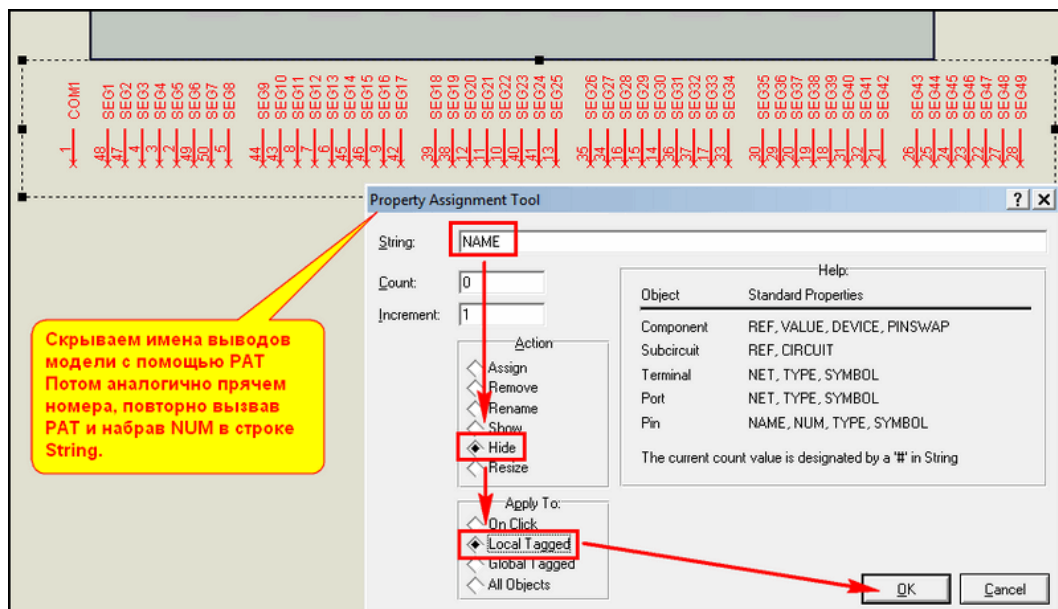 COM1
SEG1
SEG2
SEG3
SEG4
SEG5
SEG6
SEG7
SEG8
SEG9
SEG10
SEG11
SEG12
SEG13
SEG14
SEG15
SEG16
SEG17
SEG18
SEG19
SEG20
SEG21
SEG22
SEG23
SEG24
SEG25
SEG26
SEG27
SEG28
SEG29
SEG30
SEG31
SEG32
SEG33
SEG34
SEG35
SEG36
SEG37
SEG38
SEG39
SEG40
SEG41
SEG42
SEG43
SEG44
SEG45
SEG46
SEG47
SEG48
SEG49
1
48
47
4
3
2
49
50
5
44
43
8
7
6
45
46
9
42
39
38
12
11
10
40
41
13
35
34
16
15
14
36
37
17
33
30
29
20
19
18
31
32
21
26
25
24
23
22
27
28
Property Assignment Tool
String: NAME
Count: 0
Increment: 1
Action
Assign
Remove
Rename
Show
Hide
Resize
Apply To:
On Click
Local Tagged
Global Tagged
All Objects
Help:
Object Standard Properties
Component REF, VALUE, DEVICE, PINSWAP
Subcircuit REF, CIRCUIT
Terminal NET, TYPE, SYMBOL
Port NET, TYPE, SYMBOL
Pin NAME, NUM, TYPE, SYMBOL
The current count value is designated by a '#' in String
OK Cancel
Скрываем имена выводов
модели с помощью PAT
Потом аналогично прячем
номера, повторно вызвав
PAT и набрав NUM в строке
String.